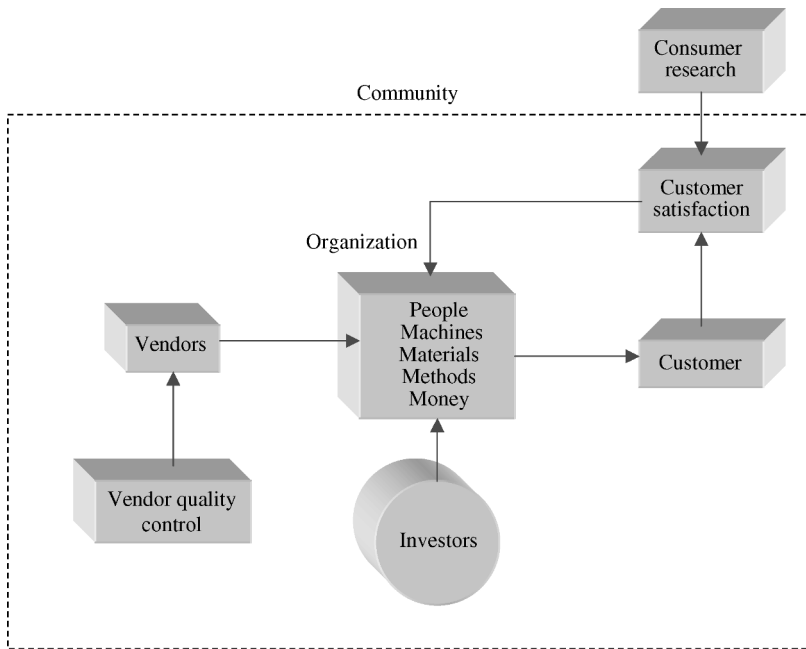 Consumer
research
Community
Customer
satisfaction
Organization
People
Machines
Materials
Methods
Money
Vendors
Customer
Vendor quality
control
Investors